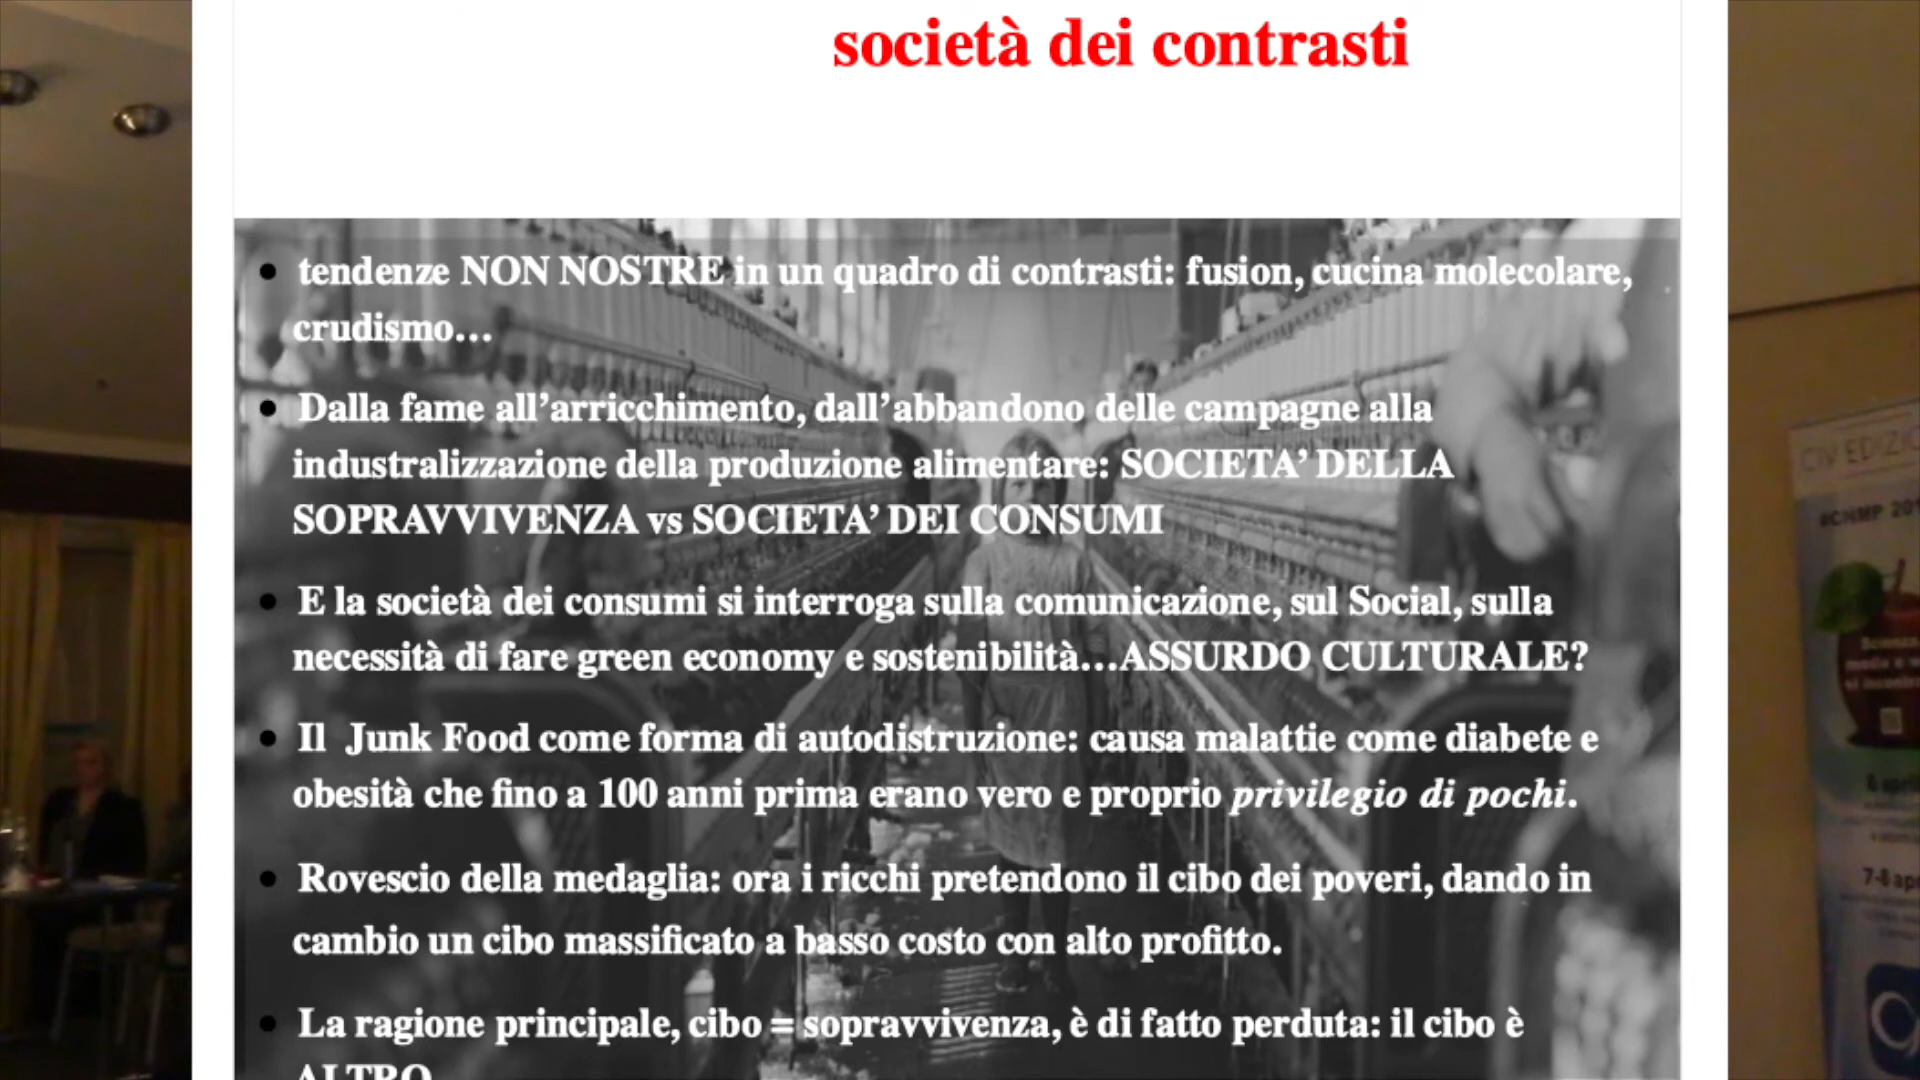 società dei contrasti
• tendenze NON NOSTRE in un quadro di contrasti: fusion, cucina molecolare,
crudismo…
• Dalla fame all’arricchimento, dall’abbandono delle campagne alla
industralizzazione della produzione alimentare: SOCIETA’ DELLA
SOPRAVVIVENZA vs SOCIETA’ DEI CONSUMI
• E la società dei consumi si interroga sulla comunicazione, sul Social, sulla
necessità di fare green economy e sostenibilità…ASSURDO CULTURALE?
• Il Junk Food come forma di autodistruzione: causa malattie come diabete e
obesità che fino a 100 anni prima erano vero e proprio privilegio di pochi.
• Rovescio della medaglia: ora i ricchi pretendono il cibo dei poveri, dando in
cambio un cibo massificato a basso costo con alto profitto.
• La ragione principale, cibo = sopravvivenza, è di fatto perduta: il cibo è
ALTRO